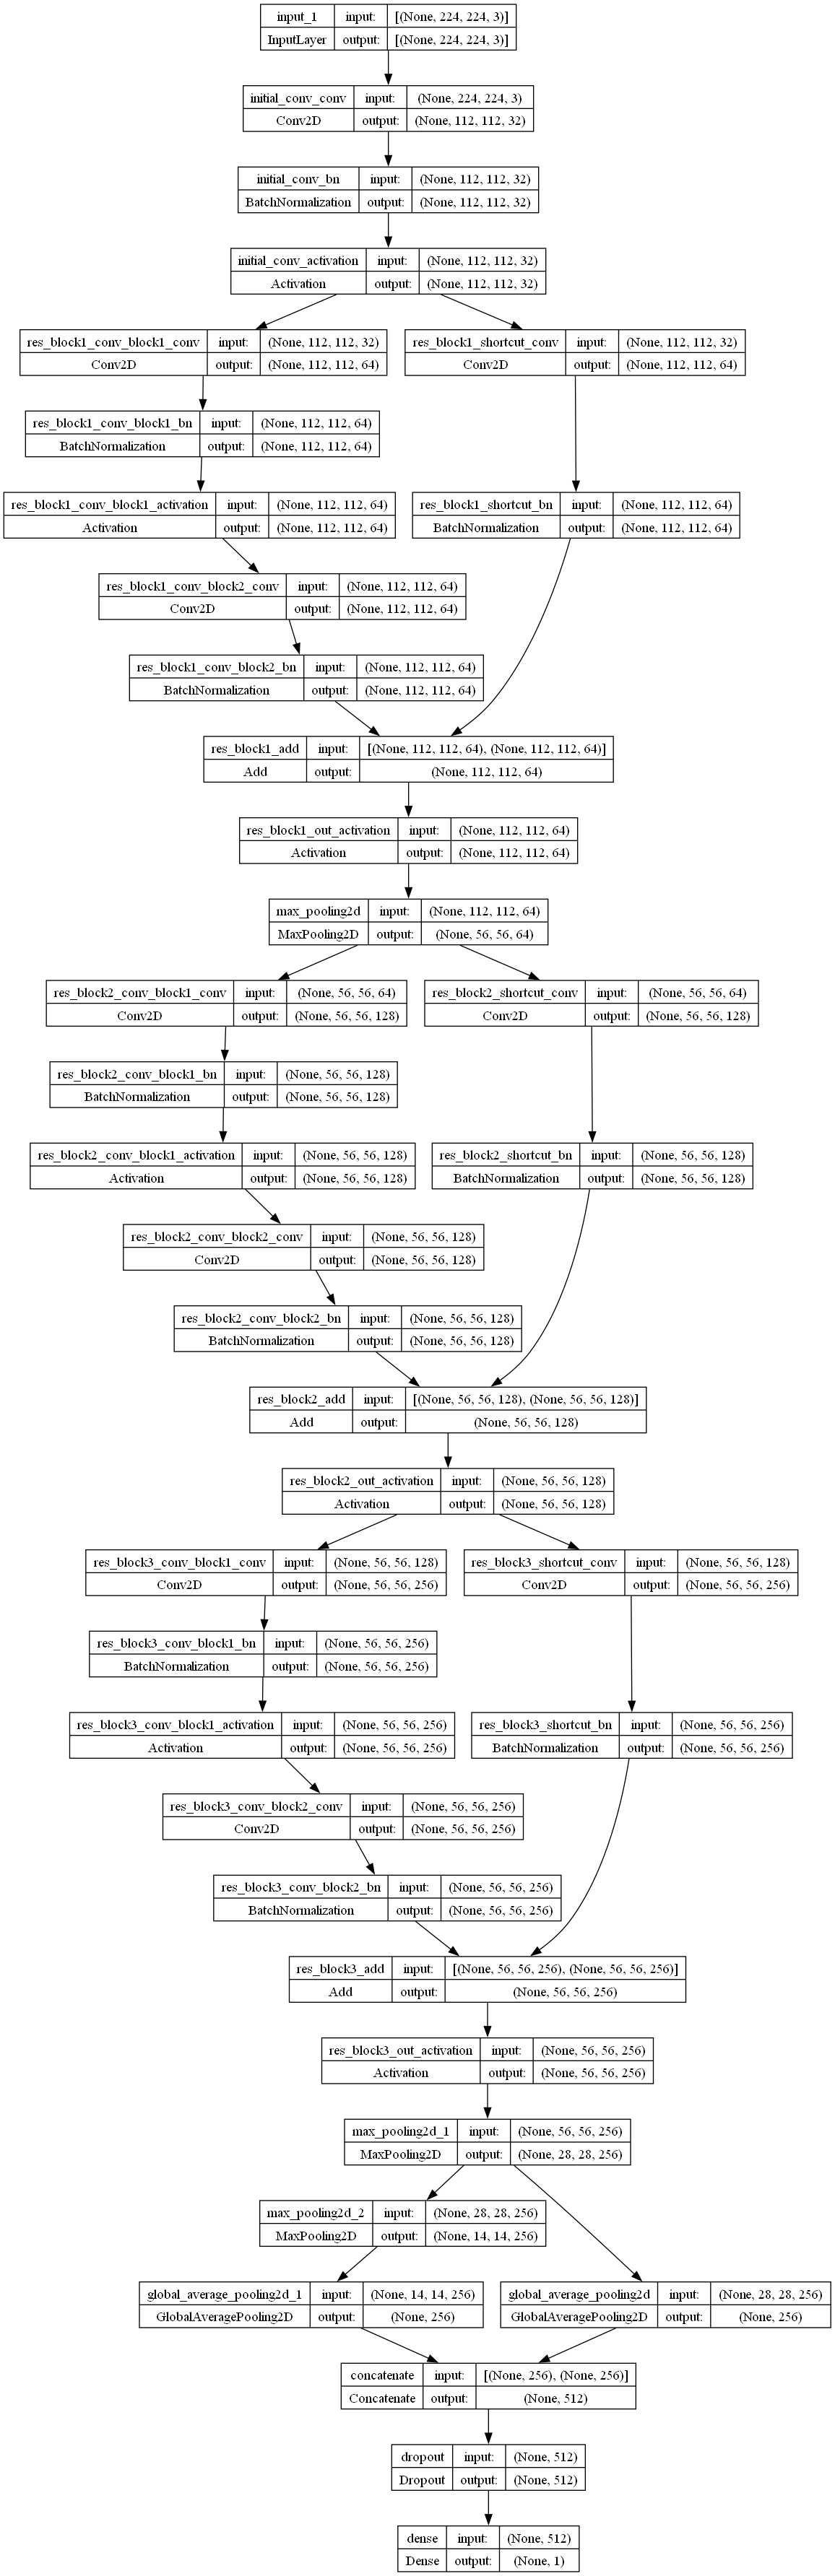 input_1 input: [(None, 224, 224, 3)]
InputLayer output: [(None, 224, 224, 3)]
initial_conv_conv input: (None, 224, 224, 3)
Conv2D output: (None, 112, 112, 32)
initial_conv_bn input: (None, 112, 112, 32)
BatchNormalization output: (None, 112, 112, 32)
initial_conv_activation input: (None, 112, 112, 32)
Activation output: (None, 112, 112, 32)
res_block1_conv_block1_conv input: (None, 112, 112, 32)
Conv2D output: (None, 112, 112, 64)
res_block1_shortcut_conv input: (None, 112, 112, 32)
Conv2D output: (None, 112, 112, 64)
res_block1_conv_block1_bn input: (None, 112, 112, 64)
BatchNormalization output: (None, 112, 112, 64)
res_block1_conv_block1_activation input: (None, 112, 112, 64)
Activation output: (None, 112, 112, 64)
res_block1_shortcut_bn input: (None, 112, 112, 64)
BatchNormalization output: (None, 112, 112, 64)
res_block1_conv_block2_conv input: (None, 112, 112, 64)
Conv2D output: (None, 112, 112, 64)
res_block1_conv_block2_bn input: (None, 112, 112, 64)
BatchNormalization output: (None, 112, 112, 64)
res_block1_add input: [(None, 112, 112, 64), (None, 112, 112, 64)]
Add output: (None, 112, 112, 64)
res_block1_out_activation input: (None, 112, 112, 64)
Activation output: (None, 112, 112, 64)
max_pooling2d input: (None, 112, 112, 64)
MaxPooling2D output: (None, 56, 56, 64)
res_block2_conv_block1_conv input: (None, 56, 56, 64)
Conv2D output: (None, 56, 56, 128)
res_block2_shortcut_conv input: (None, 56, 56, 64)
Conv2D output: (None, 56, 56, 128)
res_block2_conv_block1_bn input: (None, 56, 56, 128)
BatchNormalization output: (None, 56, 56, 128)
res_block2_conv_block1_activation input: (None, 56, 56, 128)
Activation output: (None, 56, 56, 128)
res_block2_shortcut_bn input: (None, 56, 56, 128)
BatchNormalization output: (None, 56, 56, 128)
res_block2_conv_block2_conv input: (None, 56, 56, 128)
Conv2D output: (None, 56, 56, 128)
res_block2_conv_block2_bn input: (None, 56, 56, 128)
BatchNormalization output: (None, 56, 56, 128)
res_block2_add input: [(None, 56, 56, 128), (None, 56, 56, 128)]
Add output: (None, 56, 56, 128)
res_block2_out_activation input: (None, 56, 56, 128)
Activation output: (None, 56, 56, 128)
res_block3_conv_block1_conv input: (None, 56, 56, 128)
Conv2D output: (None, 56, 56, 256)
res_block3_shortcut_conv input: (None, 56, 56, 128)
Conv2D output: (None, 56, 56, 256)
res_block3_conv_block1_bn input: (None, 56, 56, 256)
BatchNormalization output: (None, 56, 56, 256)
res_block3_conv_block1_activation input: (None, 56, 56, 256)
Activation output: (None, 56, 56, 256)
res_block3_shortcut_bn input: (None, 56, 56, 256)
BatchNormalization output: (None, 56, 56, 256)
res_block3_conv_block2_conv input: (None, 56, 56, 256)
Conv2D output: (None, 56, 56, 256)
res_block3_conv_block2_bn input: (None, 56, 56, 256)
BatchNormalization output: (None, 56, 56, 256)
res_block3_add input: [(None, 56, 56, 256), (None, 56, 56, 256)]
Add output: (None, 56, 56, 256)
res_block3_out_activation input: (None, 56, 56, 256)
Activation output: (None, 56, 56, 256)
max_pooling2d_1 input: (None, 56, 56, 256)
MaxPooling2D output: (None, 28, 28, 256)
max_pooling2d_2 input: (None, 28, 28, 256)
MaxPooling2D output: (None, 14, 14, 256)
global_average_pooling2d_1 input: (None, 14, 14, 256)
GlobalAveragePooling2D output: (None, 256)
global_average_pooling2d input: (None, 28, 28, 256)
GlobalAveragePooling2D output: (None, 256)
concatenate input: [(None, 256), (None, 256)]
Concatenate output: (None, 512)
dropout input: (None, 512)
Dropout output: (None, 512)
dense input: (None, 512)
Dense output: (None, 1)